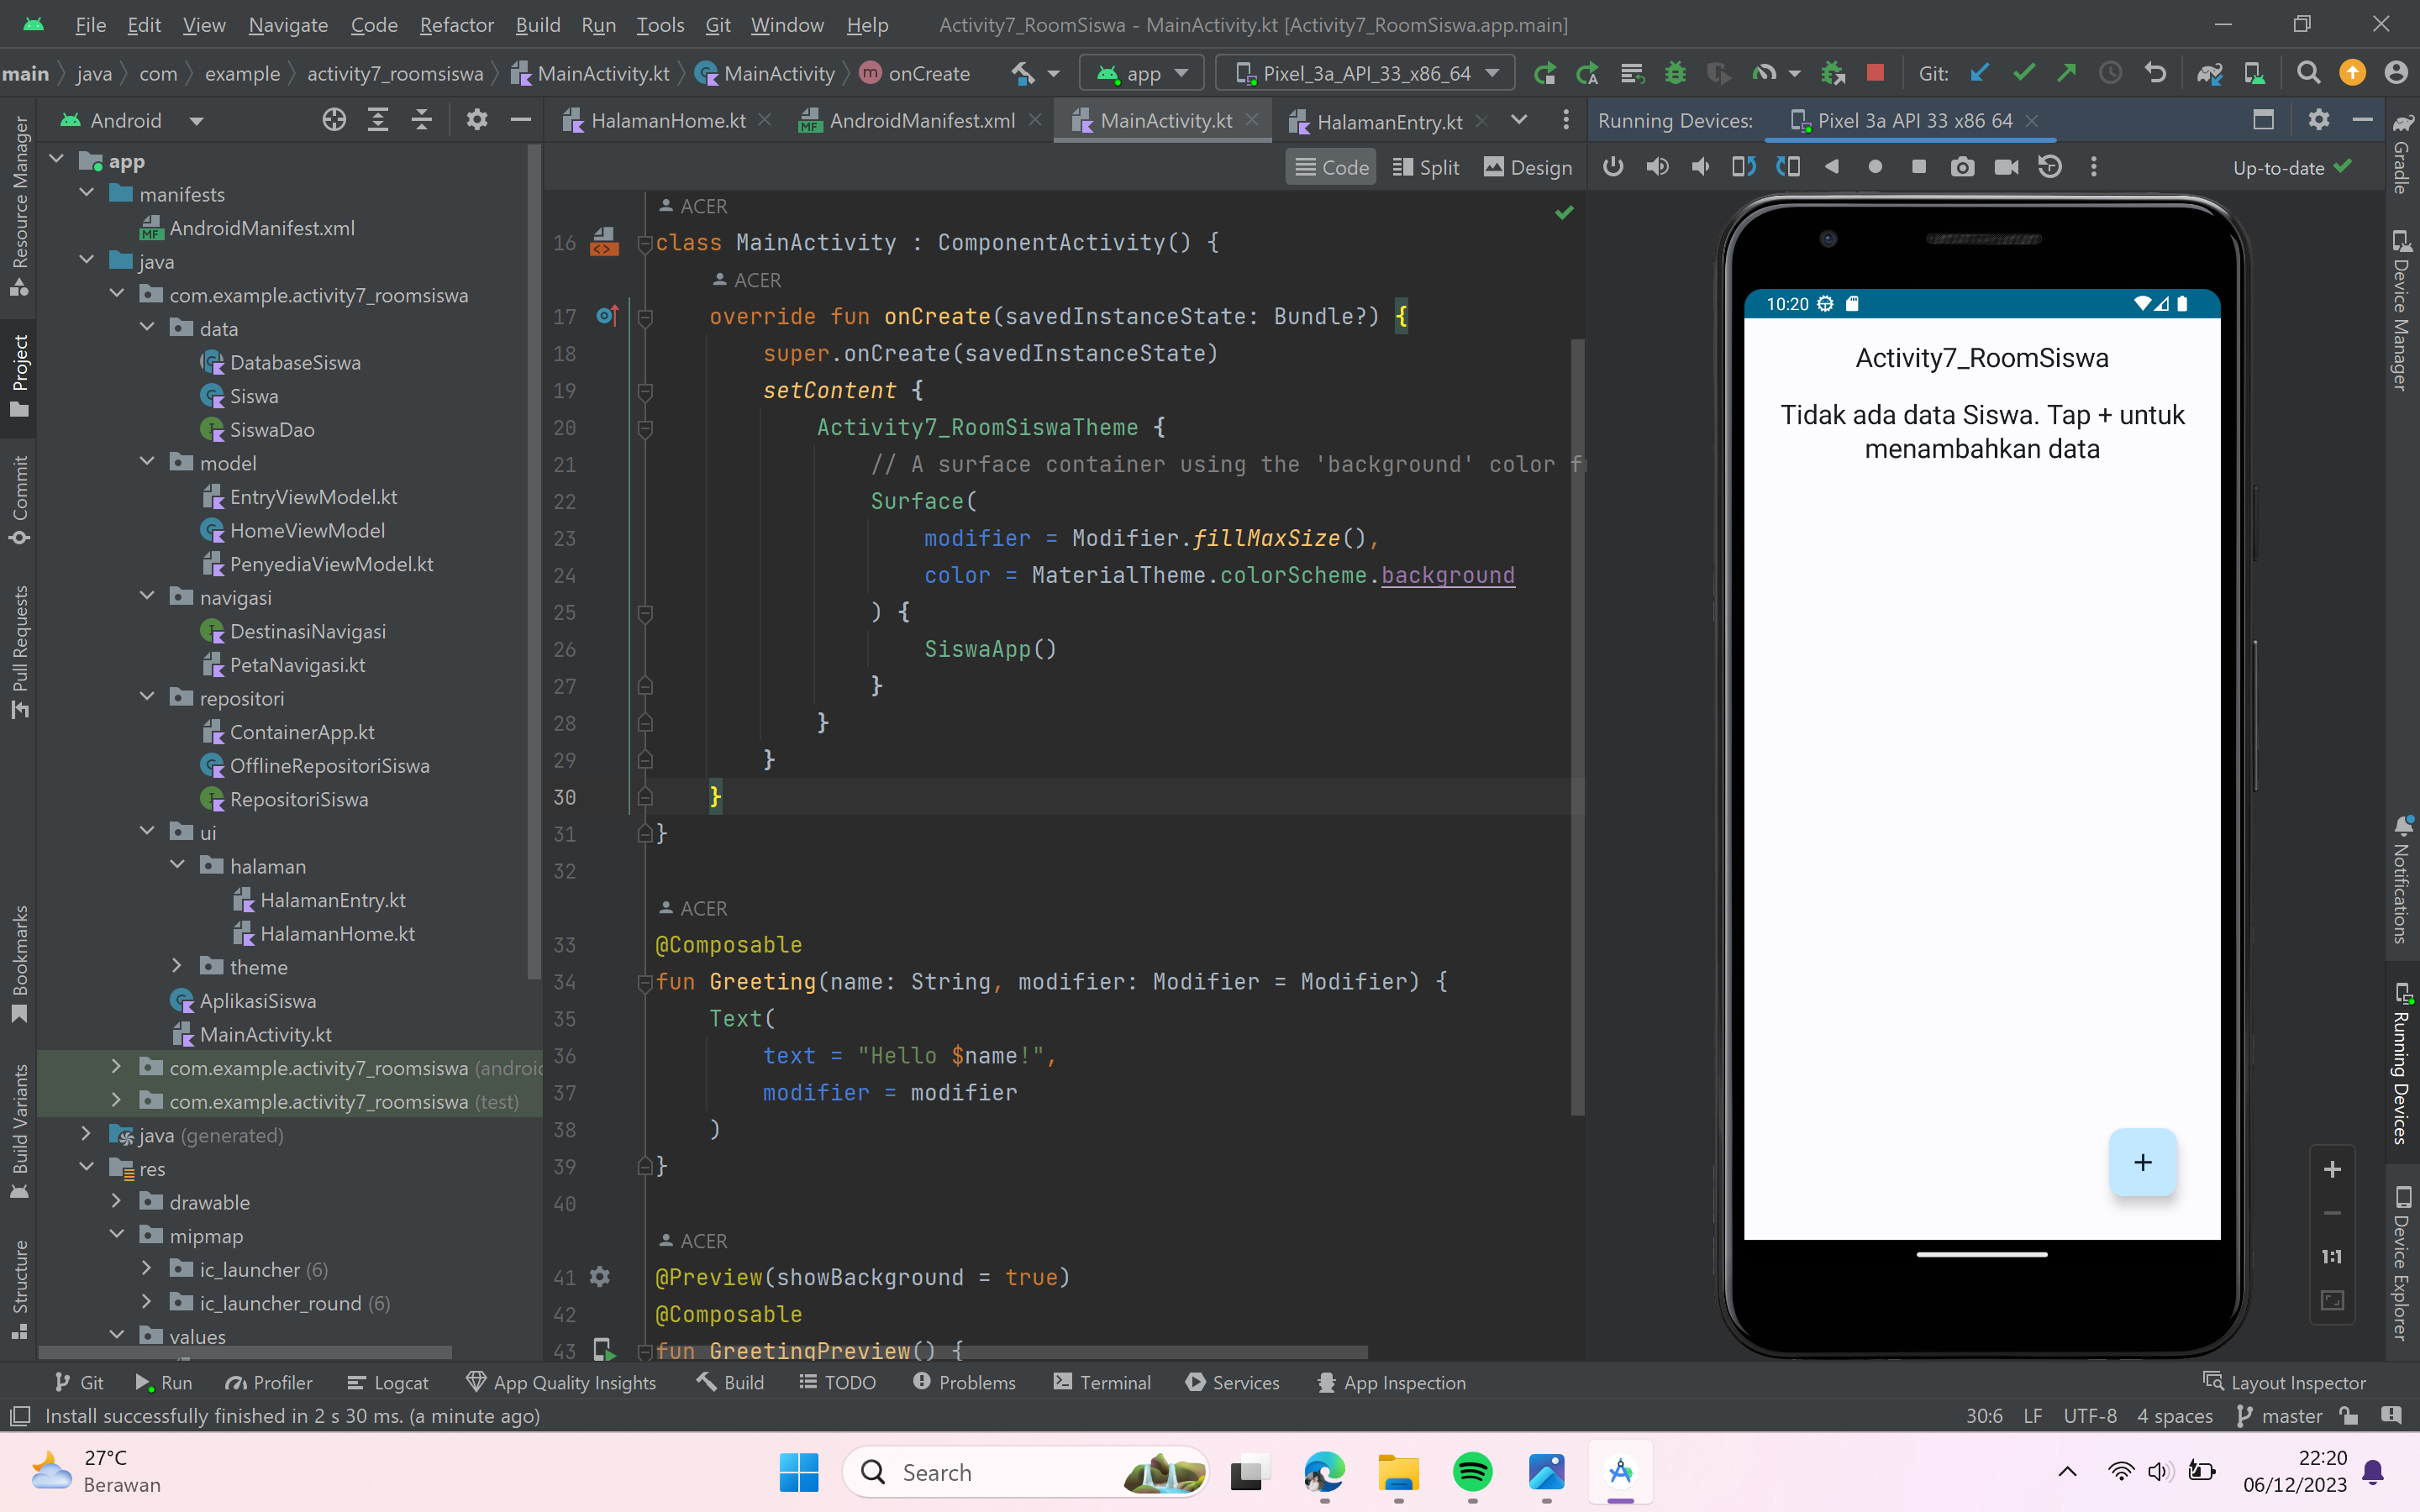 File Edit View Navigate Code Refactor Build Run Tools Git Window Help Activity7_RoomSiswa - MainActivity.kt [Activity7_RoomSiswa.app.main]
main java com example activity7_roomsiswa MainActivity.kt MainActivity onCreate app Pixel_3a_API_33_x86_64 Git:
Android
HalamanHome.kt AndroidManifest.xml MainActivity.kt HalamanEntry.kt
Running Devices: Pixel 3a API 33 x86 64
Code Split Design
Up-to-date
Resource Manager
Project
Commit
Pull Requests
Bookmarks
Build Variants
Structure
app
manifests
AndroidManifest.xml
java
com.example.activity7_roomsiswa
data
DatabaseSiswa
Siswa
SiswaDao
model
EntryViewModel.kt
HomeViewModel
PenyediaViewModel.kt
navigasi
DestinasiNavigasi
PetaNavigasi.kt
repositori
ContainerApp.kt
OfflineRepositoriSiswa
RepositoriSiswa
ui
halaman
HalamanEntry.kt
HalamanHome.kt
theme
AplikasiSiswa
MainActivity.kt
com.example.activity7_roomsiswa (androic
com.example.activity7_roomsiswa (test)
java (generated)
res
drawable
mipmap
ic_launcher (6)
ic_launcher_round (6)
values
ACER
16 class MainActivity : ComponentActivity() {
ACER
17 override fun onCreate(savedInstanceState: Bundle?) {
18 super.onCreate(savedInstanceState)
19 setContent {
20 Activity7_RoomSiswaTheme {
21 // A surface container using the 'background' color fr
22 Surface(
23 modifier = Modifier.fillMaxSize(),
24 color = MaterialTheme.colorScheme.background
25 ) {
26 SiswaApp()
27 }
28 }
29 }
30 }
31 }
32
ACER
33 @Composable
34 fun Greeting(name: String, modifier: Modifier = Modifier) {
35 Text(
36 text = "Hello $name!",
37 modifier = modifier
38 )
39 }
40
ACER
41 @Preview(showBackground = true)
42 @Composable
43 fun GreetingPreview() {
10:20
Activity7_RoomSiswa
Tidak ada data Siswa. Tap + untuk
menambahkan data
+
1:1
Gradle
Device Manager
Notifications
Running Devices
Device Explorer
Git Run Profiler Logcat App Quality Insights Build TODO Problems Terminal Services App Inspection Layout Inspector
Install successfully finished in 2 s 30 ms. (a minute ago) 30:6 LF UTF-8 4 spaces master
27°C
Berawan
Search
22:20
06/12/2023